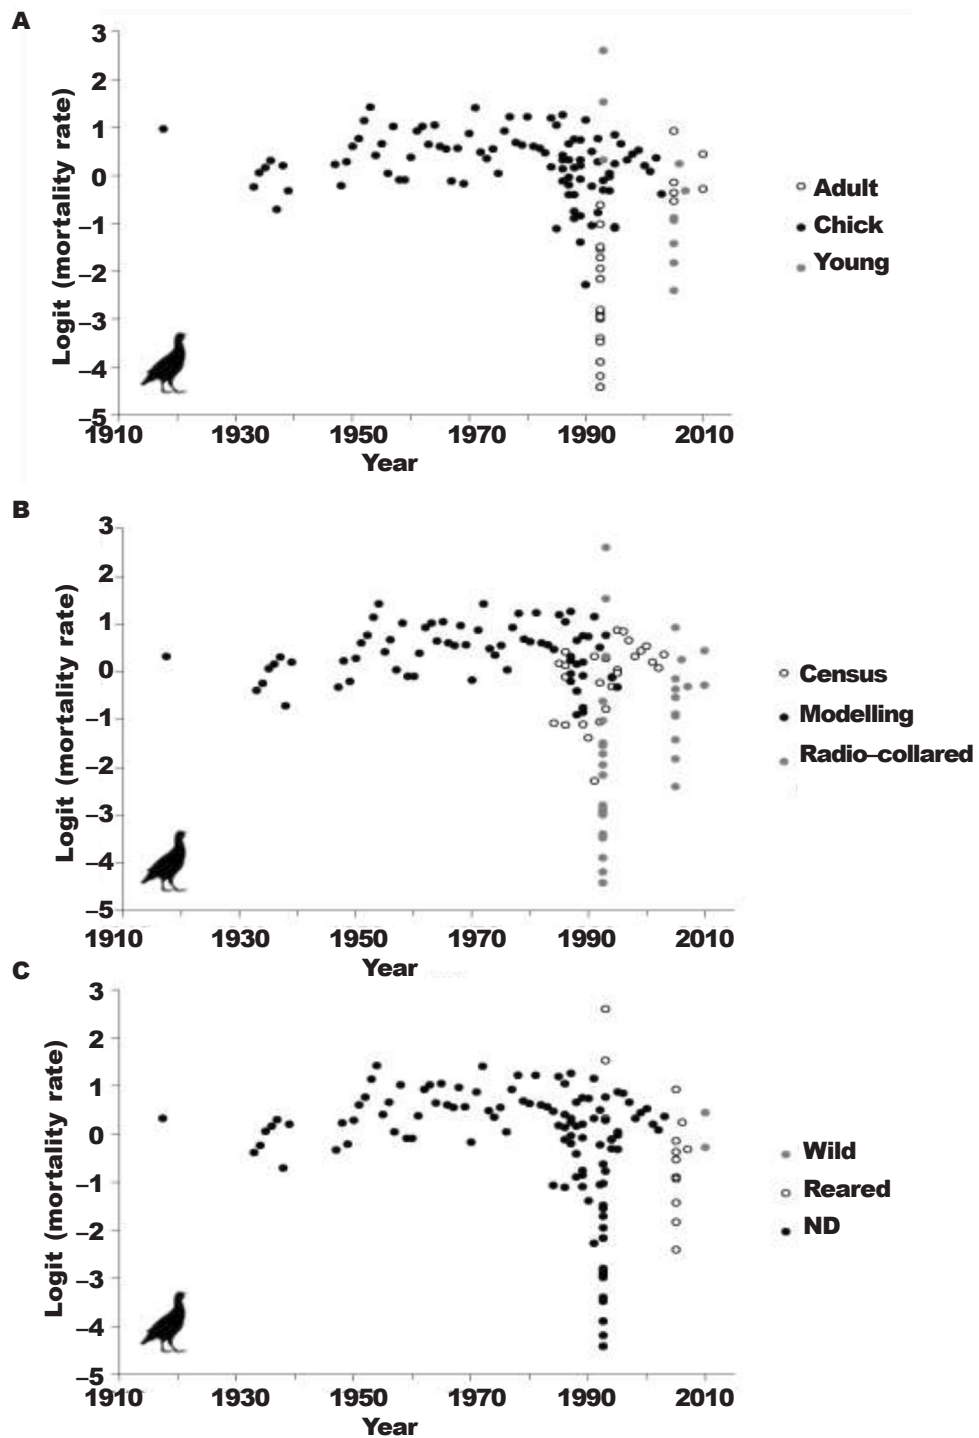 A
3
2
1
0
–1
–2
–3
–4
–5
Logit (mortality rate)
1910 1930 1950 1970 1990 2010
Year
Adult
Chick
Young
B
3
2
1
0
–1
–2
–3
–4
–5
Logit (mortality rate)
1910 1930 1950 1970 1990 2010
Year
Census
Modelling
Radio–collared
C
3
2
1
0
–1
–2
–3
–4
–5
Logit (mortality rate)
1910 1930 1950 1970 1990 2010
Year
Wild
Reared
ND